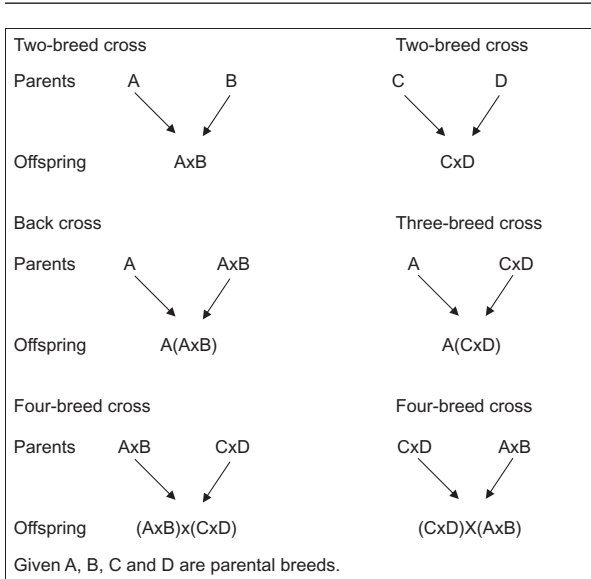 Two-breed cross Two-breed cross
Parents A B C D
Offspring AxB CxD
Back cross Three-breed cross
Parents A AxB A CxD
Offspring A(AxB) A(CxD)
Four-breed cross Four-breed cross
Parents AxB CxD CxD AxB
Offspring (AxB)x(CxD) (CxD)X(AxB)
Given A, B, C and D are parental breeds.